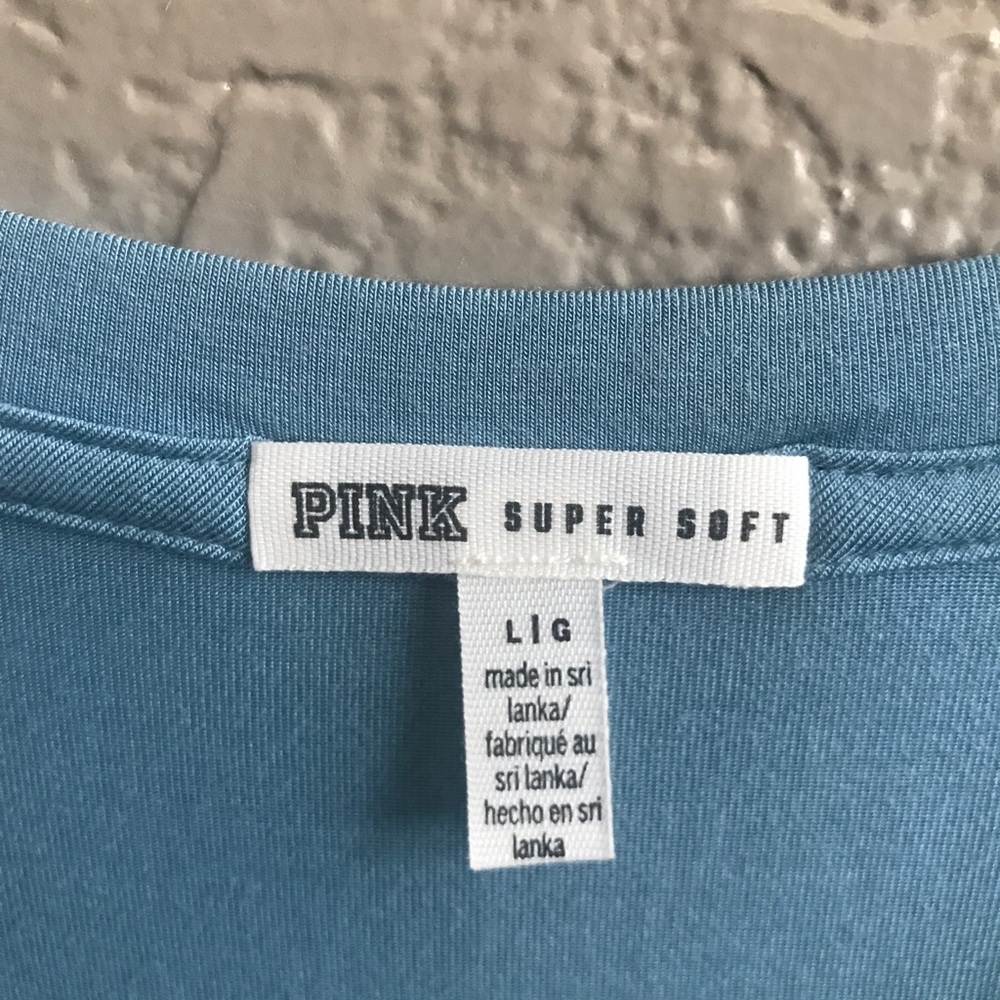 PINK SUPER SOFT
L|G
made in sri
lanka/
fabriqué au
sri lanka/
hecho en sri
lanka